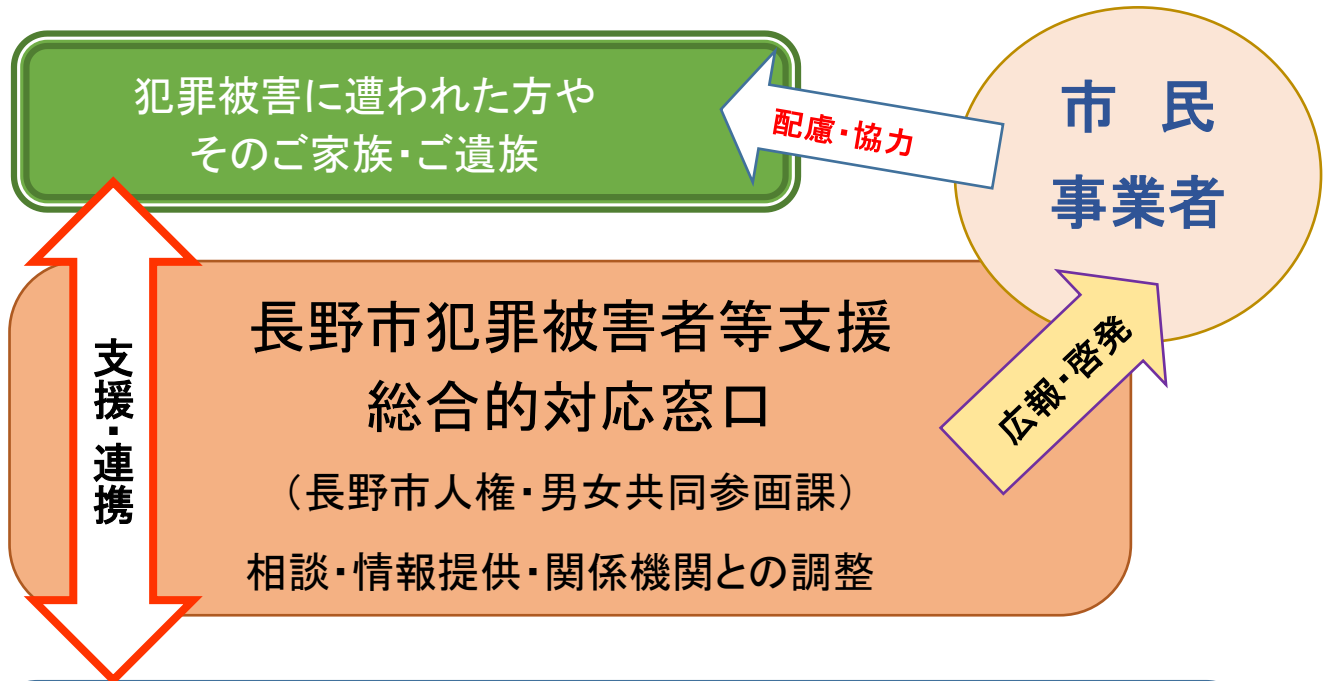 犯罪被害に遭われた方や
そのご家族・ご遺族
配慮・協力
市 民
事業者
支援・連携
長野市犯罪被害者等支援
総合的対応窓口
（長野市人権・男女共同参画課）
相談・情報提供・関係機関との調整
広報・啓発